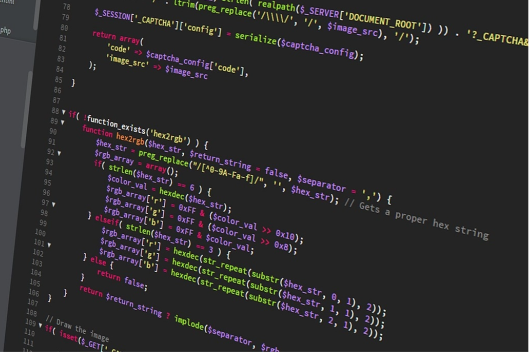 78
79 strlen( realpath($_SERVER['DOCUMENT_ROOT']) )) . '?_CAPTCHA&
php
80 ltrim(preg_replace('/\\\\/', '/', $image_src), '/');
81 $_SESSION['_CAPTCHA']['config'] = serialize($captcha_config);
82 return array(
83 'code' => $captcha_config['code'],
84 'image_src' => $image_src
85 );
}
87
88 if( !function_exists('hex2rgb') ) {
89 function hex2rgb($hex_str, $return_string = false, $separator = ',') {
90 $hex_str = preg_replace("/[^0-9A-Fa-f]/", '', $hex_str); // Gets a proper hex string
91 $rgb_array = array();
92 if( strlen($hex_str) == 6 ) {
93 $color_val = hexdec($hex_str);
94 $rgb_array['r'] = 0xFF & ($color_val >> 0x10);
95 $rgb_array['g'] = 0xFF & ($color_val >> 0x8);
96 $rgb_array['b'] = 0xFF & $color_val;
97 } elseif( strlen($hex_str) == 3 ) {
98 $rgb_array['r'] = hexdec(str_repeat(substr($hex_str, 0, 1), 2));
99 $rgb_array['g'] = hexdec(str_repeat(substr($hex_str, 1, 1), 2));
100 $rgb_array['b'] = hexdec(str_repeat(substr($hex_str, 2, 1), 2));
101 } else {
102 return false;
103 }
104 return $return_string ? implode($separator, $rgb
105 }
106 }
107
108 // Draw the image
109 if( isset($_GET['
110
111